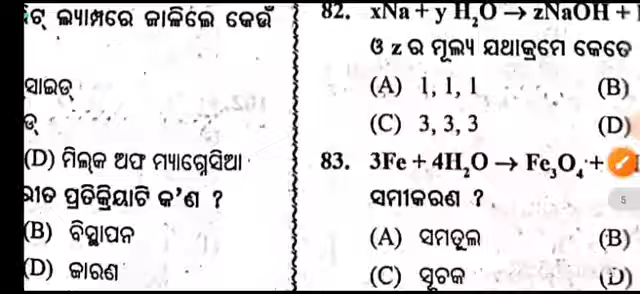 ଲ୍ୟାମ୍ପରେ ଜାଳିଲେ କେଉଁ
ସାଇଡ୍
(D) ମିଲ୍‌କ ଅଫ ମ୍ୟାଗ୍ନେସିଆ
ପ୍ରତିକ୍ରିୟାଟି କ'ଣ ?
(B) ବିସ୍ଥାପନ
(D) ଜାରଣ
82. xNa + y H₂O → zNaOH +
ଓ z ର ମୂଲ୍ୟ ଯଥାକ୍ରମେ କେତେ
(A) 1, 1, 1 (B)
(C) 3, 3, 3 (D)
83. 3Fe + 4H₂O → Fe₃O₄ +
ସମୀକରଣ ?
5
(A) ସମତୁଳ (B)
(C) ସୂଚକ (D)